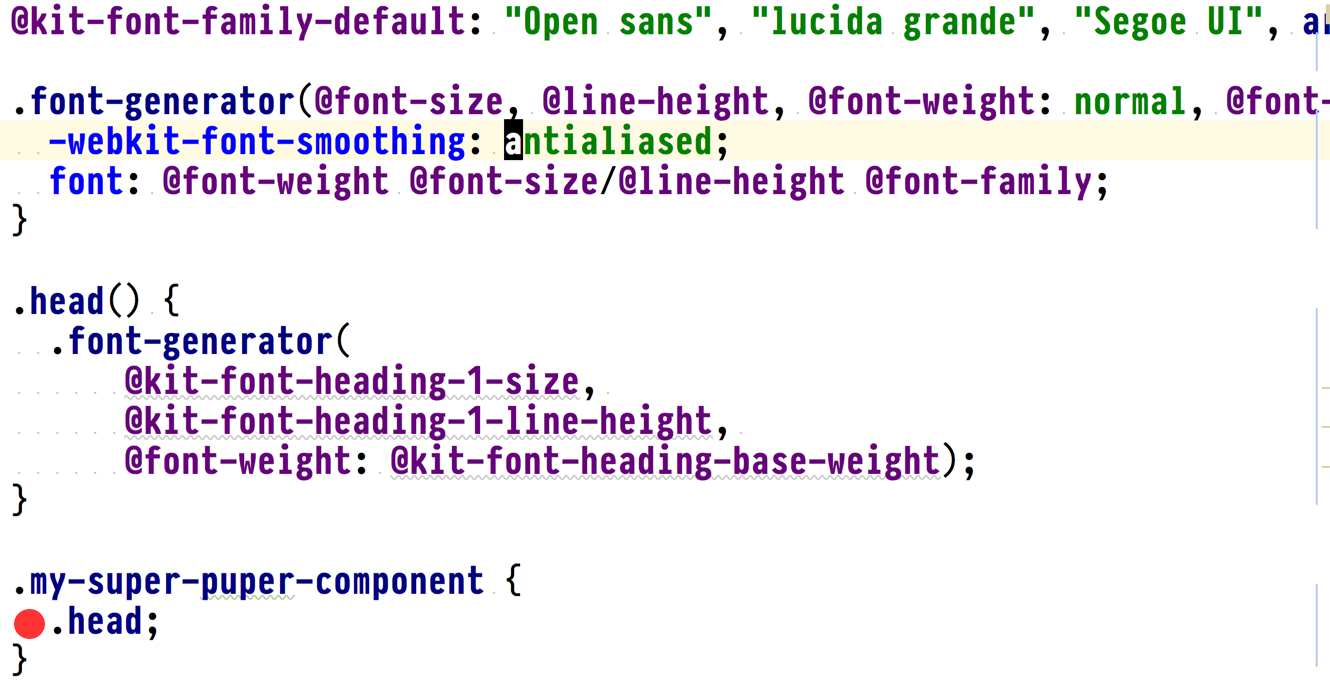 @kit-font-family-default: "Open sans", "lucida grande", "Segoe UI",
.font-generator(@font-size, @line-height, @font-weight: normal, @font-
-webkit-font-smoothing: antialiased;
font: @font-weight @font-size/@line-height @font-family;
}
.head() {
.font-generator(
@kit-font-heading-1-size,
@kit-font-heading-1-line-height,
@font-weight: @kit-font-heading-base-weight);
}
.my-super-puper-component {
.head;
}